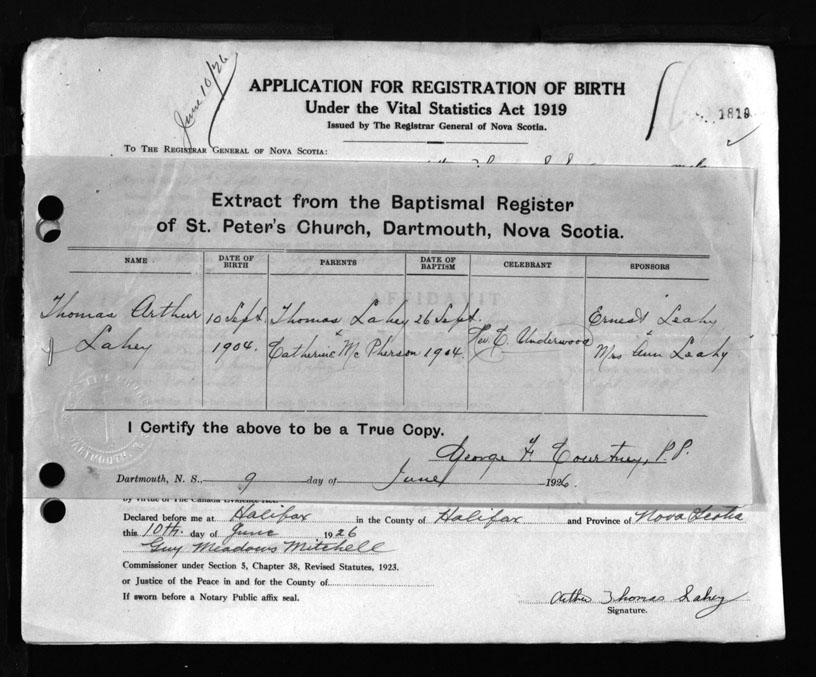 June 10/26
APPLICATION FOR REGISTRATION OF BIRTH
Under the Vital Statistics Act 1919
Issued by The Registrar General of Nova Scotia.
1819
TO THE REGISTRAR GENERAL OF NOVA SCOTIA:
Extract from the Baptismal Register
of St. Peter's Church, Dartmouth, Nova Scotia.
NAME DATE OF BIRTH PARENTS DATE OF BAPTISM CELEBRANT SPONSORS
Thomas Arthur 10 Sept. Thomas Lahey 26 Sept. Ernest Leahy
Lahey 1904. & Catherine McPherson 1904. Rev. C. Underwood & Mrs Ann Leahy
AFFIDAVIT
I Certify the above to be a True Copy.
George F. Courtney, P.P.
Dartmouth, N. S., 9 day of June 1926.
by virtue of The Canada Evidence Act.
Declared before me at Halifax in the County of Halifax and Province of Nova Scotia
this 10th. day of June 1926
Guy Meadows Mitchell
Commissioner under Section 5, Chapter 38, Revised Statutes, 1923.
or Justice of the Peace in and for the County of
If sworn before a Notary Public affix seal.
Arthur Thomas Lahey
Signature.